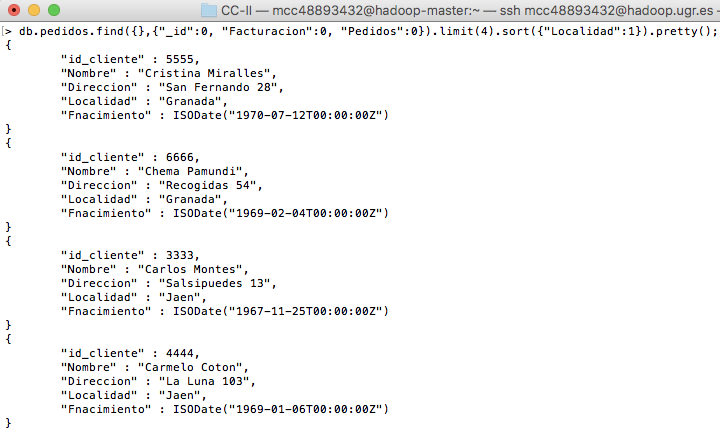 CC-II — mcc48893432@hadoop-master:~ — ssh mcc48893432@hadoop.ugr.es –
[> db.pedidos.find({},{"_id":0, "Facturacion":0, "Pedidos":0}).limit(4).sort({"Localidad":1}).pretty();
{
"id_cliente" : 5555,
"Nombre" : "Cristina Miralles",
"Direccion" : "San Fernando 28",
"Localidad" : "Granada",
"Fnacimiento" : ISODate("1970-07-12T00:00:00Z")
}
{
"id_cliente" : 6666,
"Nombre" : "Chema Pamundi",
"Direccion" : "Recogidas 54",
"Localidad" : "Granada",
"Fnacimiento" : ISODate("1969-02-04T00:00:00Z")
}
{
"id_cliente" : 3333,
"Nombre" : "Carlos Montes",
"Direccion" : "Salsipuedes 13",
"Localidad" : "Jaen",
"Fnacimiento" : ISODate("1967-11-25T00:00:00Z")
}
{
"id_cliente" : 4444,
"Nombre" : "Carmelo Coton",
"Direccion" : "La Luna 103",
"Localidad" : "Jaen",
"Fnacimiento" : ISODate("1969-01-06T00:00:00Z")
}